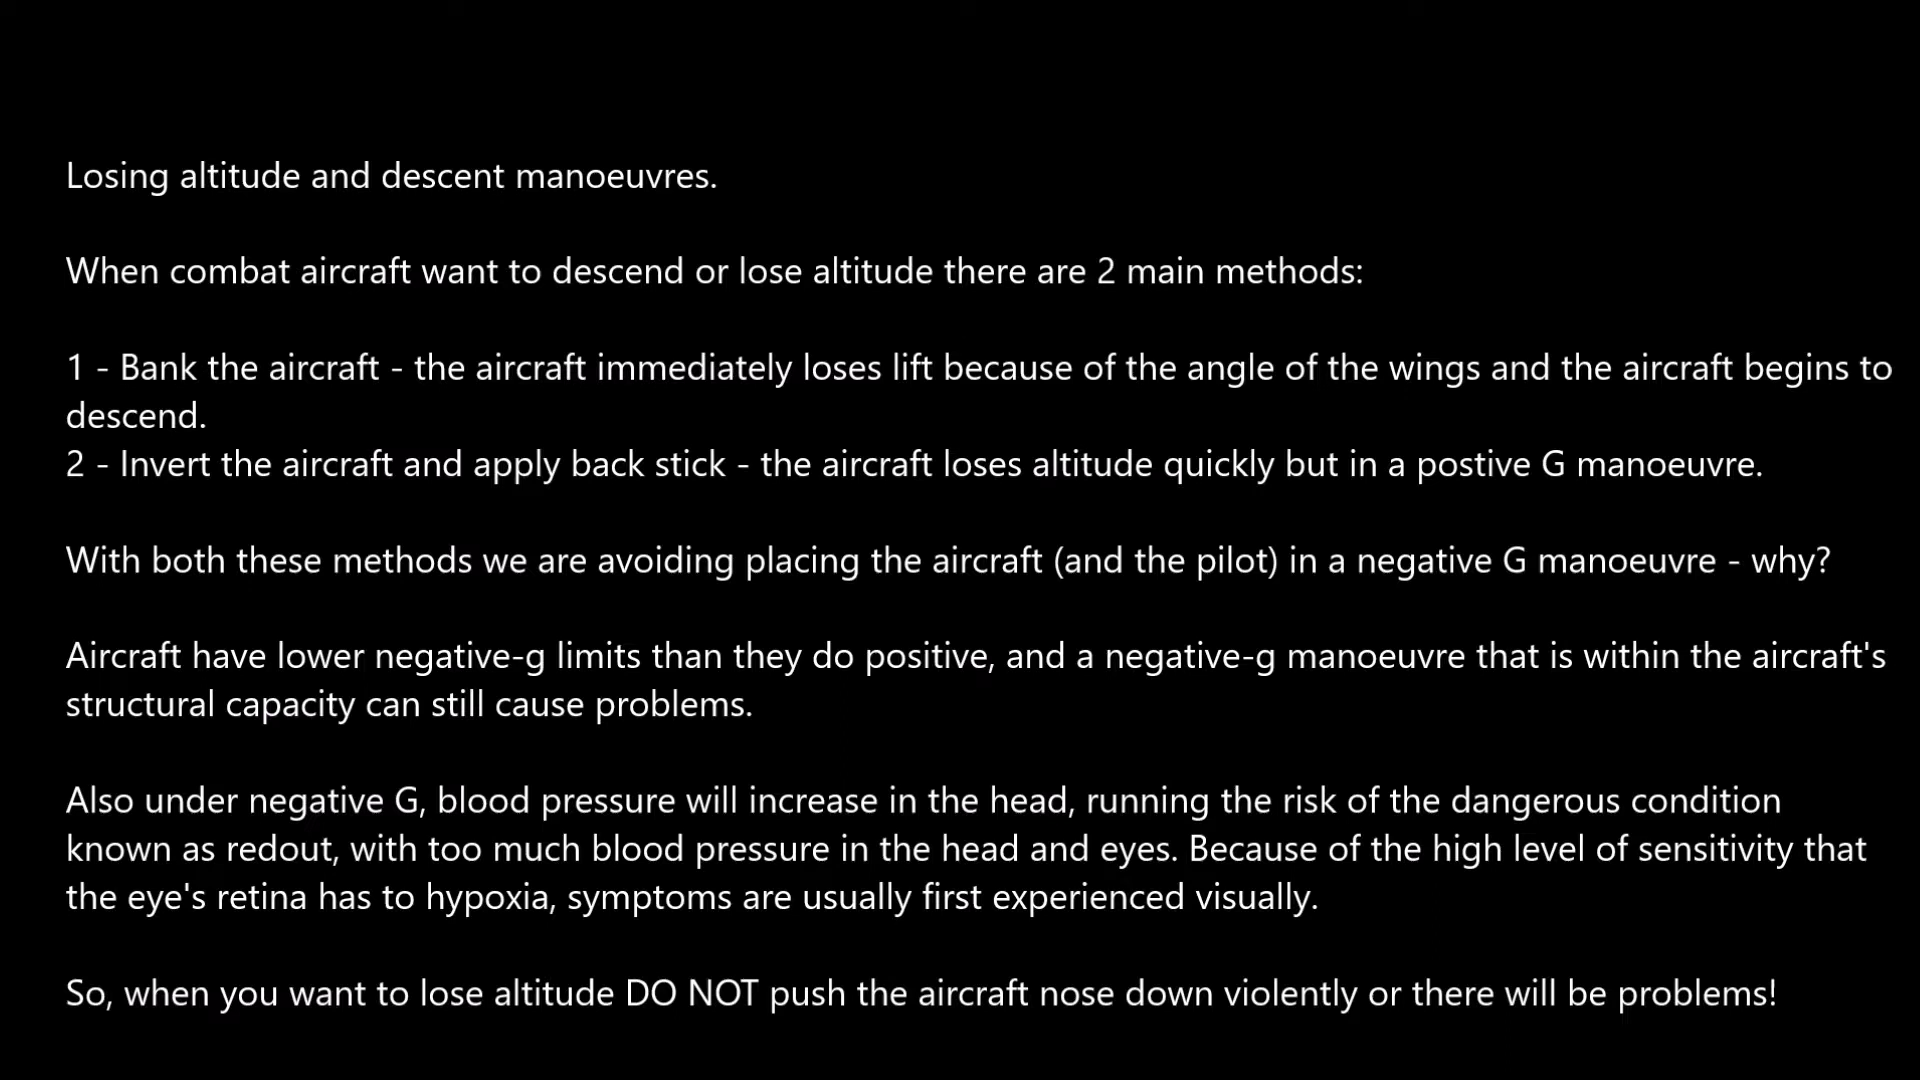 Losing altitude and descent manoeuvres.
When combat aircraft want to descend or lose altitude there are 2 main methods:
1 - Bank the aircraft - the aircraft immediately loses lift because of the angle of the wings and the aircraft begins to
descend.
2 - Invert the aircraft and apply back stick - the aircraft loses altitude quickly but in a postive G manoeuvre.
With both these methods we are avoiding placing the aircraft (and the pilot) in a negative G manoeuvre - why?
Aircraft have lower negative-g limits than they do positive, and a negative-g manoeuvre that is within the aircraft's
structural capacity can still cause problems.
Also under negative G, blood pressure will increase in the head, running the risk of the dangerous condition
known as redout, with too much blood pressure in the head and eyes. Because of the high level of sensitivity that
the eye's retina has to hypoxia, symptoms are usually first experienced visually.
So, when you want to lose altitude DO NOT push the aircraft nose down violently or there will be problems!